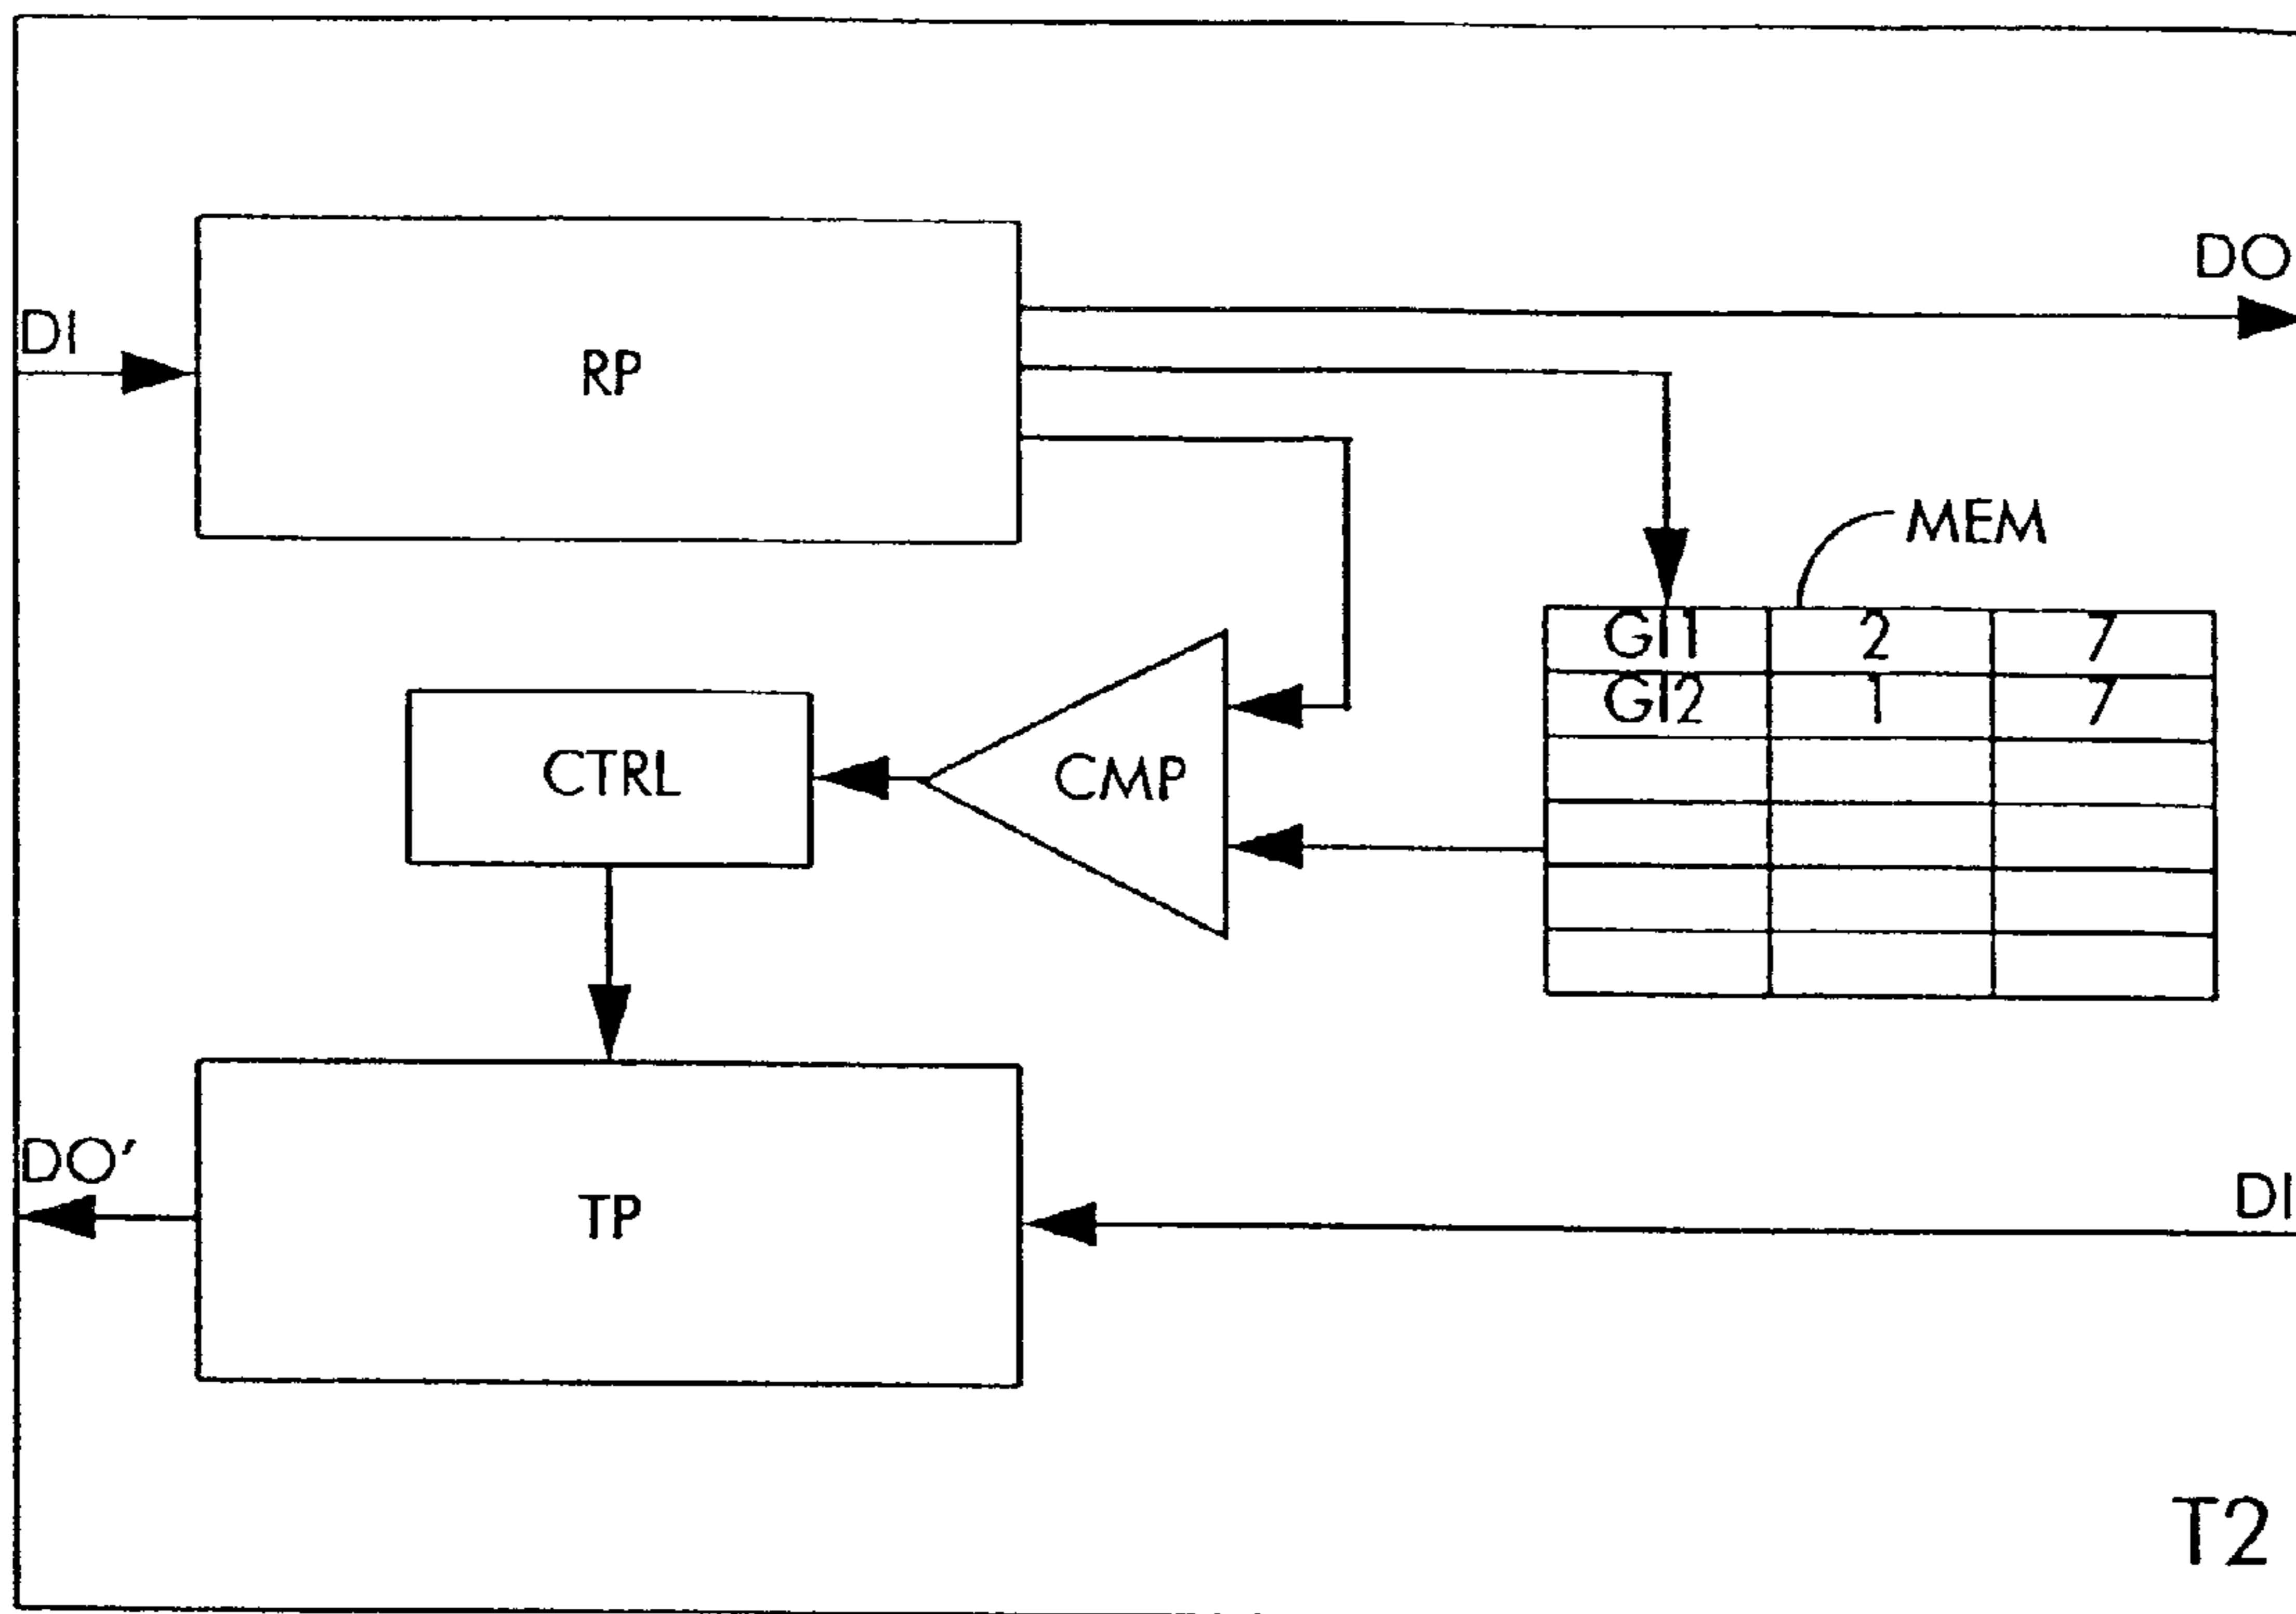 DO
DI
RP
MEM
GI1 2 7
GI2 1 7
CTRL
CMP
DO'
TP
DI
T2